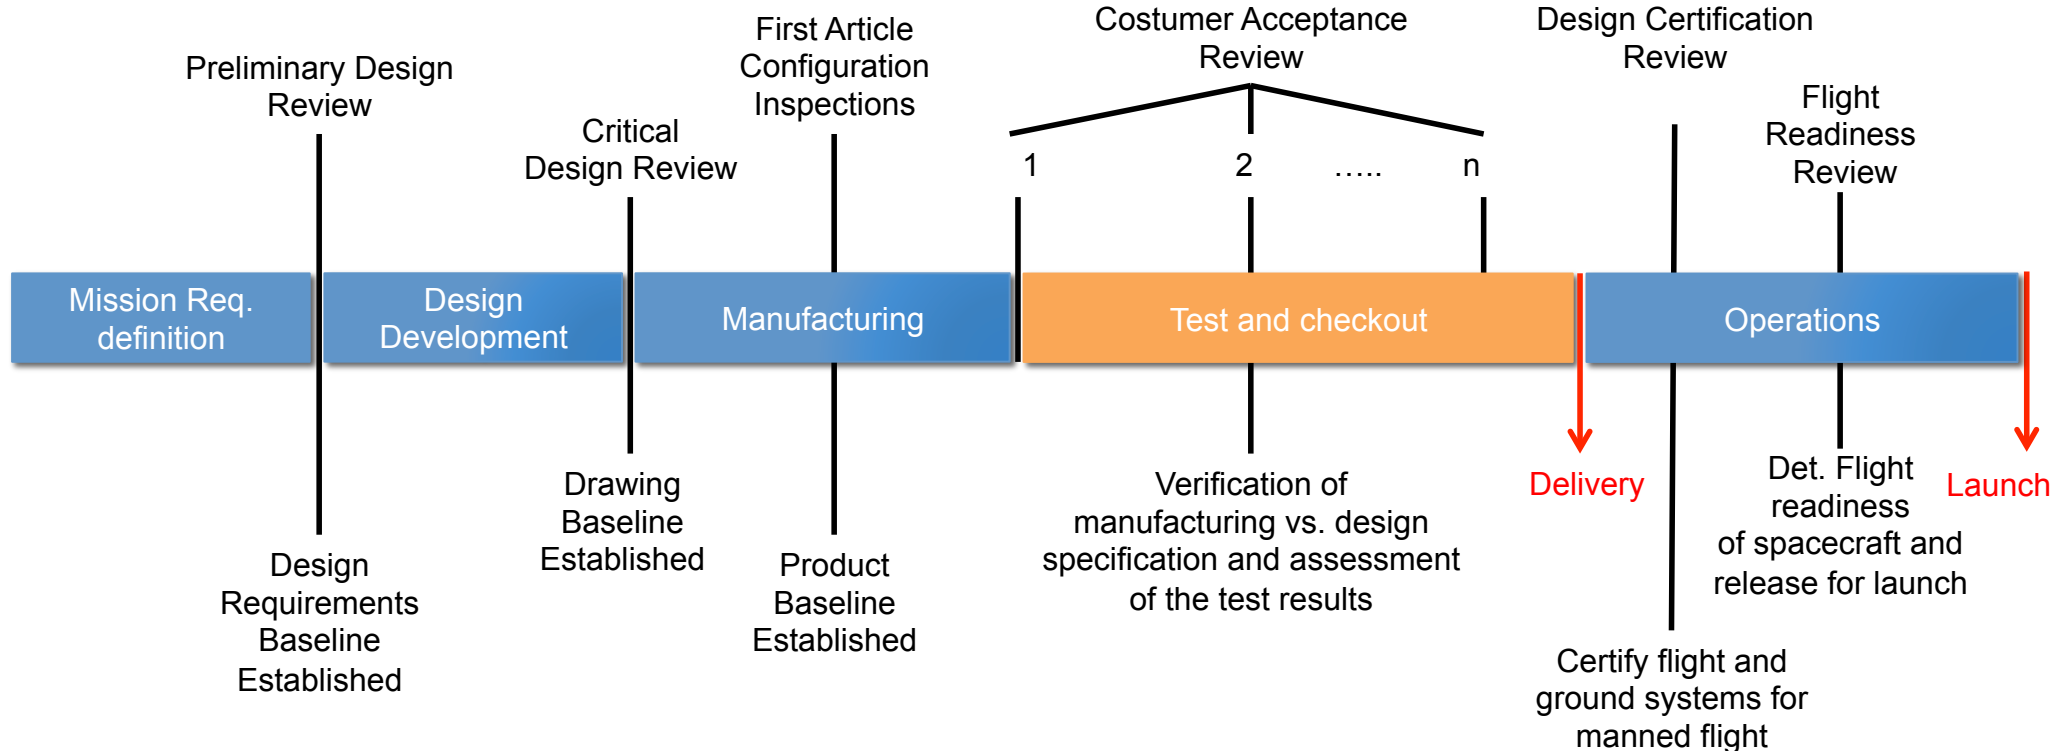 Preliminary Design
Review
Critical
Design Review
First Article
Configuration
Inspections
Costumer Acceptance
Review
1
2
…..
n
Design Certification
Review
Flight
Readiness
Review
Mission Req.
definition
Design
Development
Manufacturing
Test and checkout
Operations
Design
Requirements
Baseline
Established
Drawing
Baseline
Established
Product
Baseline
Established
Verification of
manufacturing vs. design
specification and assessment
of the test results
Delivery
Certify flight and
ground systems for
manned flight
Det. Flight
readiness
of spacecraft and
release for launch
Launch